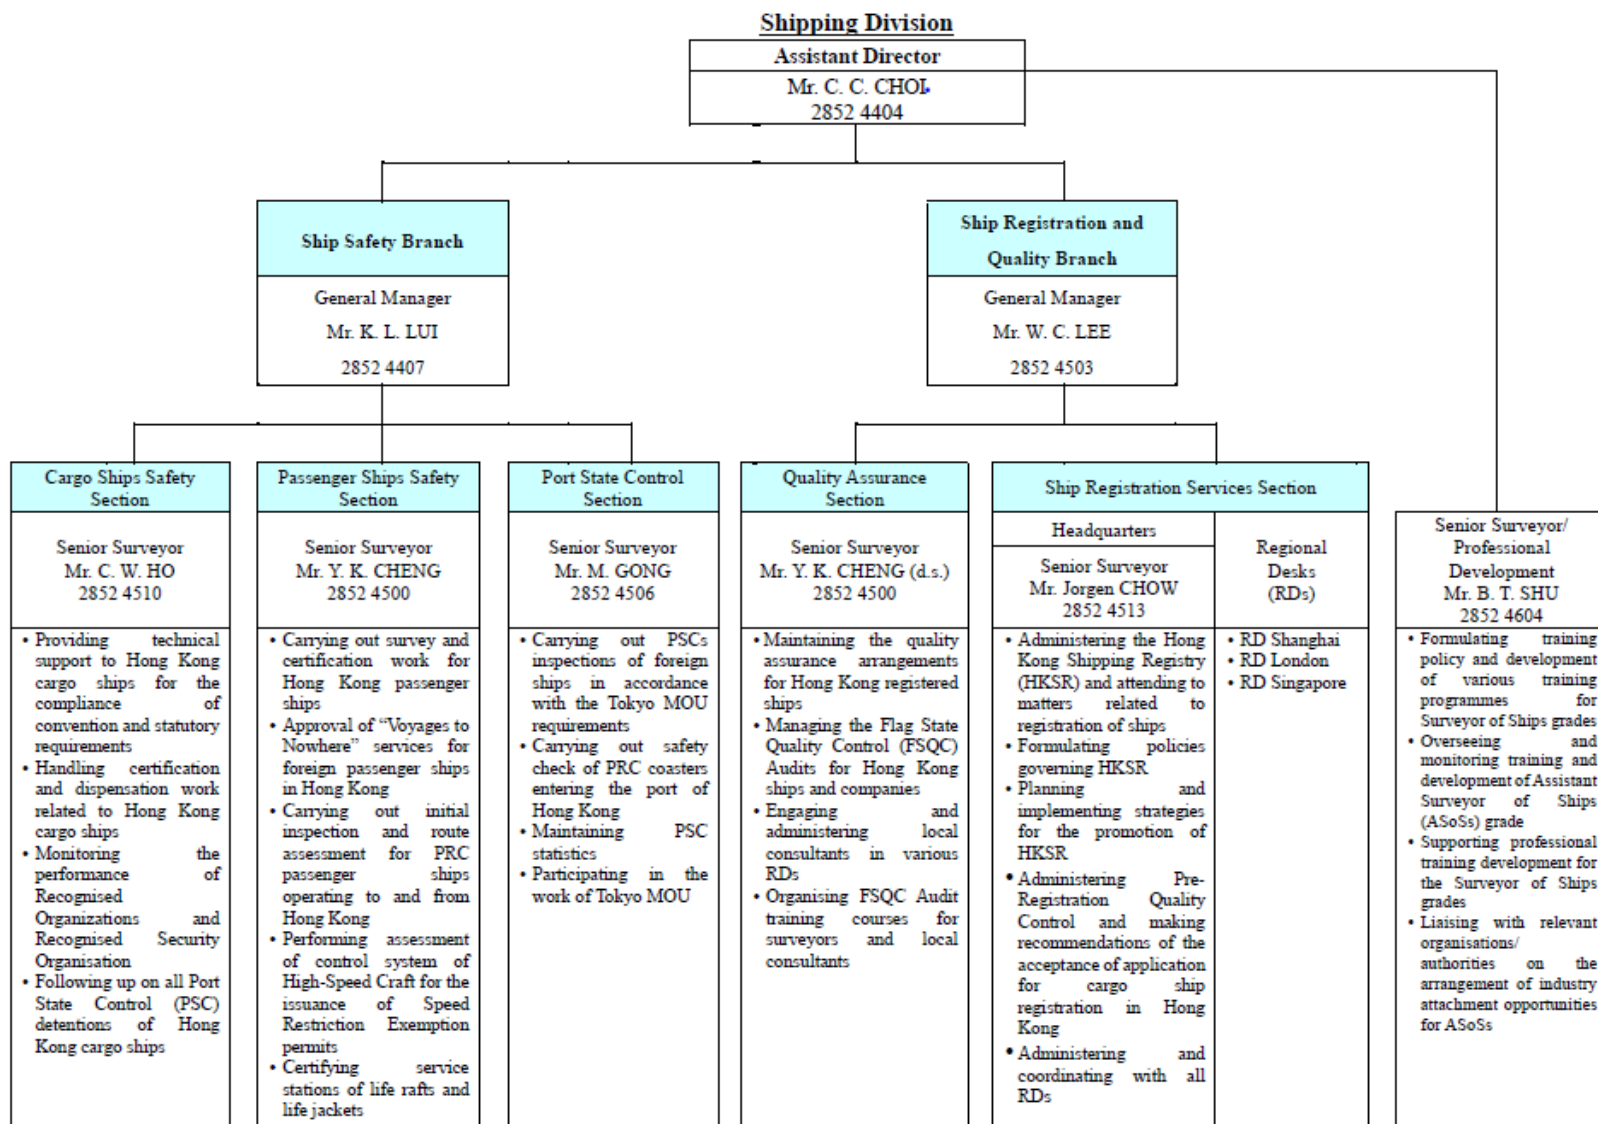 Shipping Division
Assistant Director
Mr. C. C. CHOI
2852 4404
Ship Safety Branch
General Manager
Mr. K. L. LUI
2852 4407
Ship Registration and
Quality Branch
General Manager
Mr. W. C. LEE
2852 4503
Cargo Ships Safety
Section
Senior Surveyor
Mr. C. W. HO
2852 4510
• Providing technical
support to Hong Kong
cargo ships for the
compliance of
convention and statutory
requirements
• Handling certification
and dispensation work
related to Hong Kong
cargo ships
• Monitoring the
performance of
Recognised
Organizations and
Recognised Security
Organisation
• Following up on all Port
State Control (PSC)
detentions of Hong
Kong cargo ships
Passenger Ships Safety
Section
Senior Surveyor
Mr. Y. K. CHENG
2852 4500
• Carrying out survey and
certification work for
Hong Kong passenger
ships
• Approval of “Voyages to
Nowhere” services for
foreign passenger ships
in Hong Kong
• Carrying out initial
inspection and route
assessment for PRC
passenger ships
operating to and from
Hong Kong
• Performing assessment
of control system of
High-Speed Craft for the
issuance of Speed
Restriction Exemption
permits
• Certifying service
stations of life rafts and
life jackets
Port State Control
Section
Senior Surveyor
Mr. M. GONG
2852 4506
• Carrying out PSCs
inspections of foreign
ships in accordance
with the Tokyo MOU
requirements
• Carrying out safety
check of PRC coasters
entering the port of
Hong Kong
• Maintaining PSC
statistics
• Participating in the
work of Tokyo MOU
Quality Assurance
Section
Senior Surveyor
Mr. Y. K. CHENG (d.s.)
2852 4500
• Maintaining the quality
assurance arrangements
for Hong Kong registered
ships
• Managing the Flag State
Quality Control (FSQC)
Audits for Hong Kong
ships and companies
• Engaging and
administering local
consultants in various
RDs
• Organising FSQC Audit
training courses for
surveyors and local
consultants
Ship Registration Services Section
Headquarters
Senior Surveyor
Mr. Jorgen CHOW
2852 4513
• Administering the Hong
Kong Shipping Registry
(HKSR) and attending to
matters related to
registration of ships
• Formulating policies
governing HKSR
• Planning and
implementing strategies
for the promotion of
HKSR
• Administering Pre-
Registration Quality
Control and making
recommendations of the
acceptance of application
for cargo ship
registration in Hong
Kong
• Administering and
coordinating with all
RDs
Regional
Desks
(RDs)
• RD Shanghai
• RD London
• RD Singapore
Senior Surveyor/
Professional
Development
Mr. B. T. SHU
2852 4604
• Formulating training
policy and development
of various training
programmes for
Surveyor of Ships grades
• Overseeing and
monitoring training and
development of Assistant
Surveyor of Ships
(ASoSs) grade
• Supporting professional
training development for
the Surveyor of Ships
grades
• Liaising with relevant
organisations/
authorities on the
arrangement of industry
attachment opportunities
for ASoSs